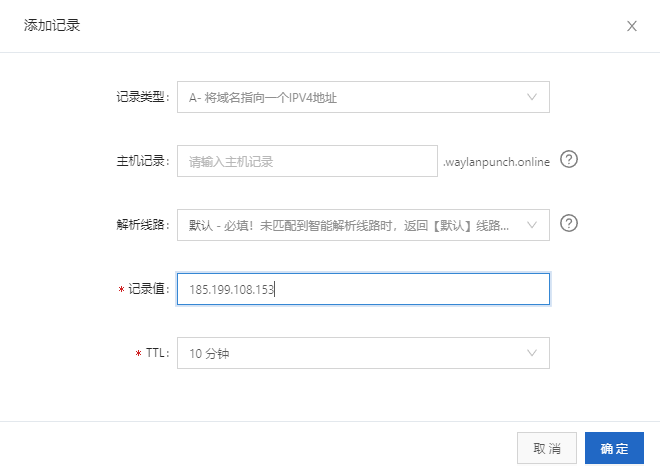 添加记录
记录类型: A- 将域名指向一个IPV4地址
主机记录: 请输入主机记录 .waylanpunch.online ?
解析线路: 默认 - 必填！未匹配到智能解析线路时，返回【默认】线路... ?
* 记录值: 185.199.108.153
* TTL: 10 分钟
取消 确定